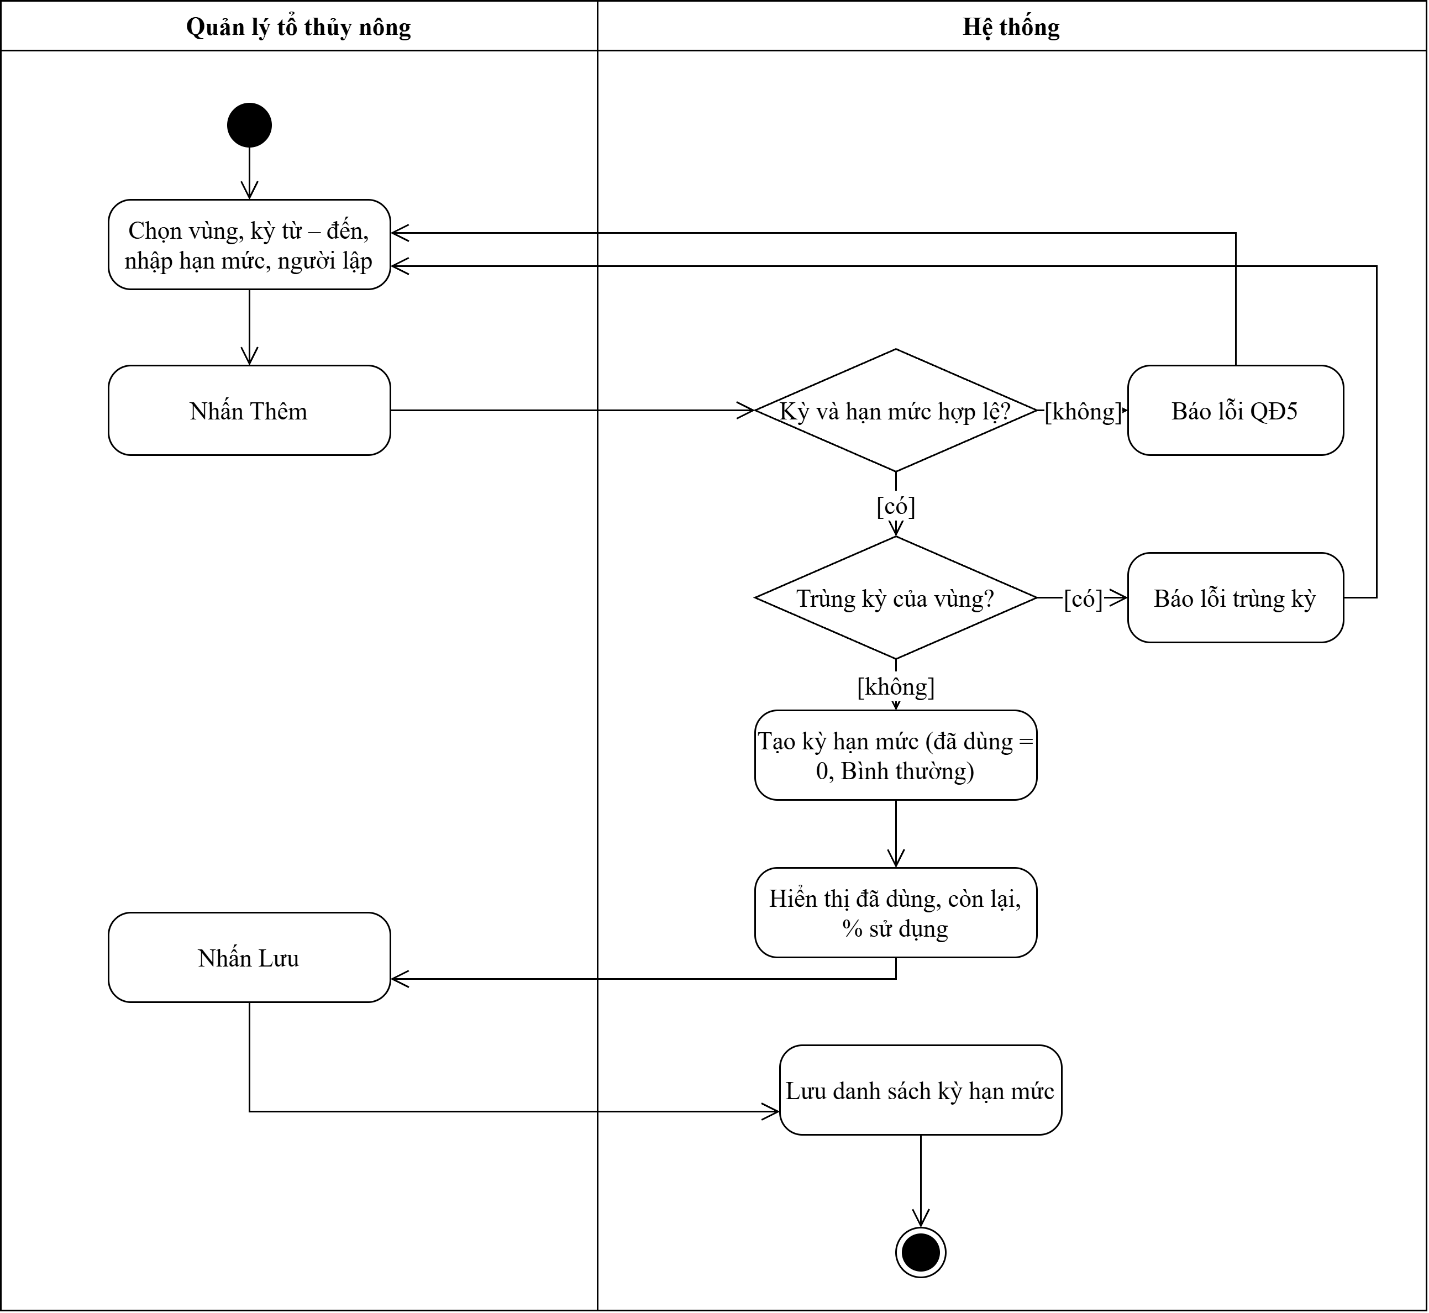 Quản lý tổ thủy nông
Hệ thống
Chọn vùng, kỳ từ – đến,
nhập hạn mức, người lập
Nhấn Thêm
Kỳ và hạn mức hợp lệ?
[không]
Báo lỗi QĐ5
[có]
Trùng kỳ của vùng?
[có]
Báo lỗi trùng kỳ
[không]
Tạo kỳ hạn mức (đã dùng =
0, Bình thường)
Hiển thị đã dùng, còn lại,
% sử dụng
Nhấn Lưu
Lưu danh sách kỳ hạn mức